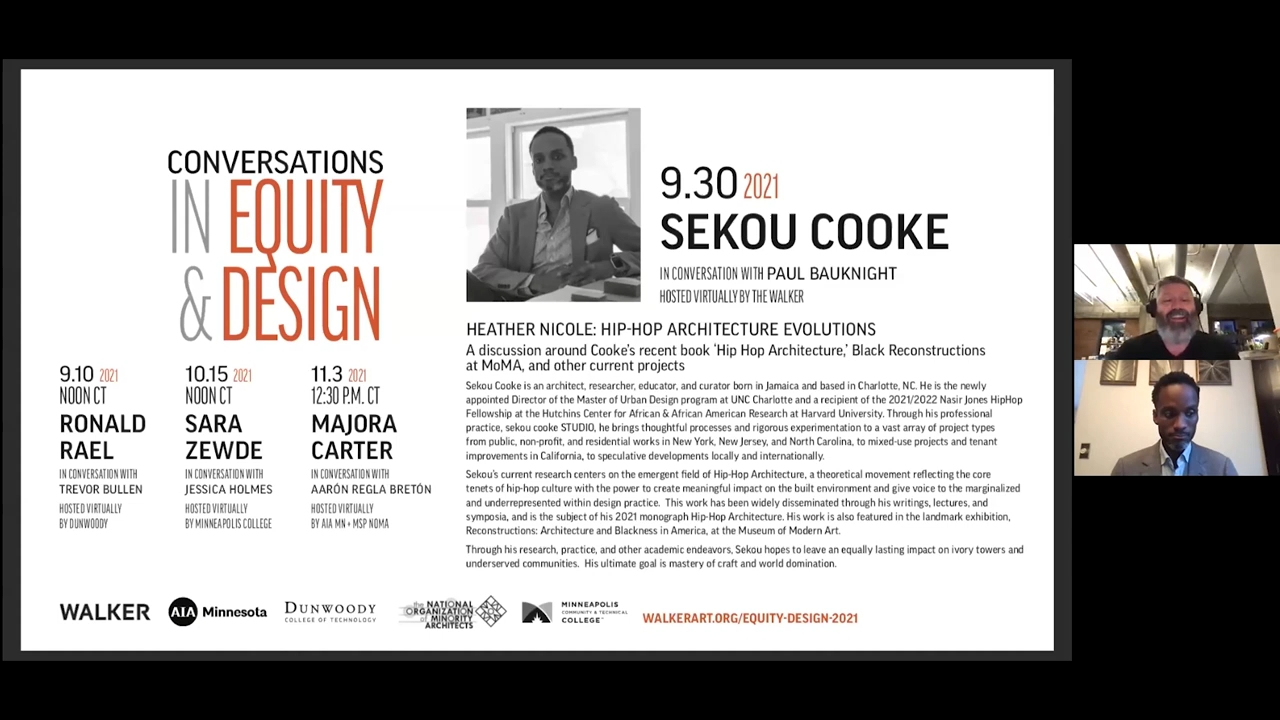 CONVERSATIONS
IN EQUITY
& DESIGN
9.10 2021
NOON CT
RONALD
RAEL
IN CONVERSATION WITH
TREVOR BULLEN
HOSTED VIRTUALLY
BY DUNWOODY
10.15 2021
NOON CT
SARA
ZEWDE
IN CONVERSATION WITH
JESSICA HOLMES
HOSTED VIRTUALLY
BY MINNEAPOLIS COLLEGE
11.3 2021
12:30 P.M. CT
MAJORA
CARTER
IN CONVERSATION WITH
AARÓN REGLA BRETÓN
HOSTED VIRTUALLY
BY AIA MN • MSP NOMA
9.30 2021
SEKOU COOKE
IN CONVERSATION WITH PAUL BAUKNIGHT
HOSTED VIRTUALLY BY THE WALKER
HEATHER NICOLE: HIP-HOP ARCHITECTURE EVOLUTIONS
A discussion around Cooke's recent book 'Hip Hop Architecture,' Black Reconstructions
at MoMA, and other current projects
Sekou Cooke is an architect, researcher, educator, and curator born in Jamaica and based in Charlotte, NC. He is the newly
appointed Director of the Master of Urban Design program at UNC Charlotte and a recipient of the 2021/2022 Nasir Jones HipHop
Fellowship at the Hutchins Center for African & African American Research at Harvard University. Through his professional
practice, sekou cooke STUDIO, he brings thoughtful processes and rigorous experimentation to a vast array of project types
from public, non-profit, and residential works in New York, New Jersey, and North Carolina, to mixed-use projects and tenant
improvements in California, to speculative developments locally and internationally.
Sekou's current research centers on the emergent field of Hip-Hop Architecture, a theoretical movement reflecting the core
tenets of hip-hop culture with the power to create meaningful impact on the built environment and give voice to the marginalized
and underrepresented within design practice. This work has been widely disseminated through his writings, lectures, and
symposia, and is the subject of his 2021 monograph Hip-Hop Architecture. His work is also featured in the landmark exhibition,
Reconstructions: Architecture and Blackness in America, at the Museum of Modern Art.
Through his research, practice, and other academic endeavors, Sekou hopes to leave an equally lasting impact on ivory towers and
underserved communities. His ultimate goal is mastery of craft and world domination.
WALKER
AIA Minnesota
DUNWOODY
COLLEGE OF TECHNOLOGY
the NATIONAL
ORGANIZATION
of MINORITY
ARCHITECTS
MINNEAPOLIS
COMMUNITY & TECHNICAL
COLLEGE
WALKERART.ORG/EQUITY-DESIGN-2021